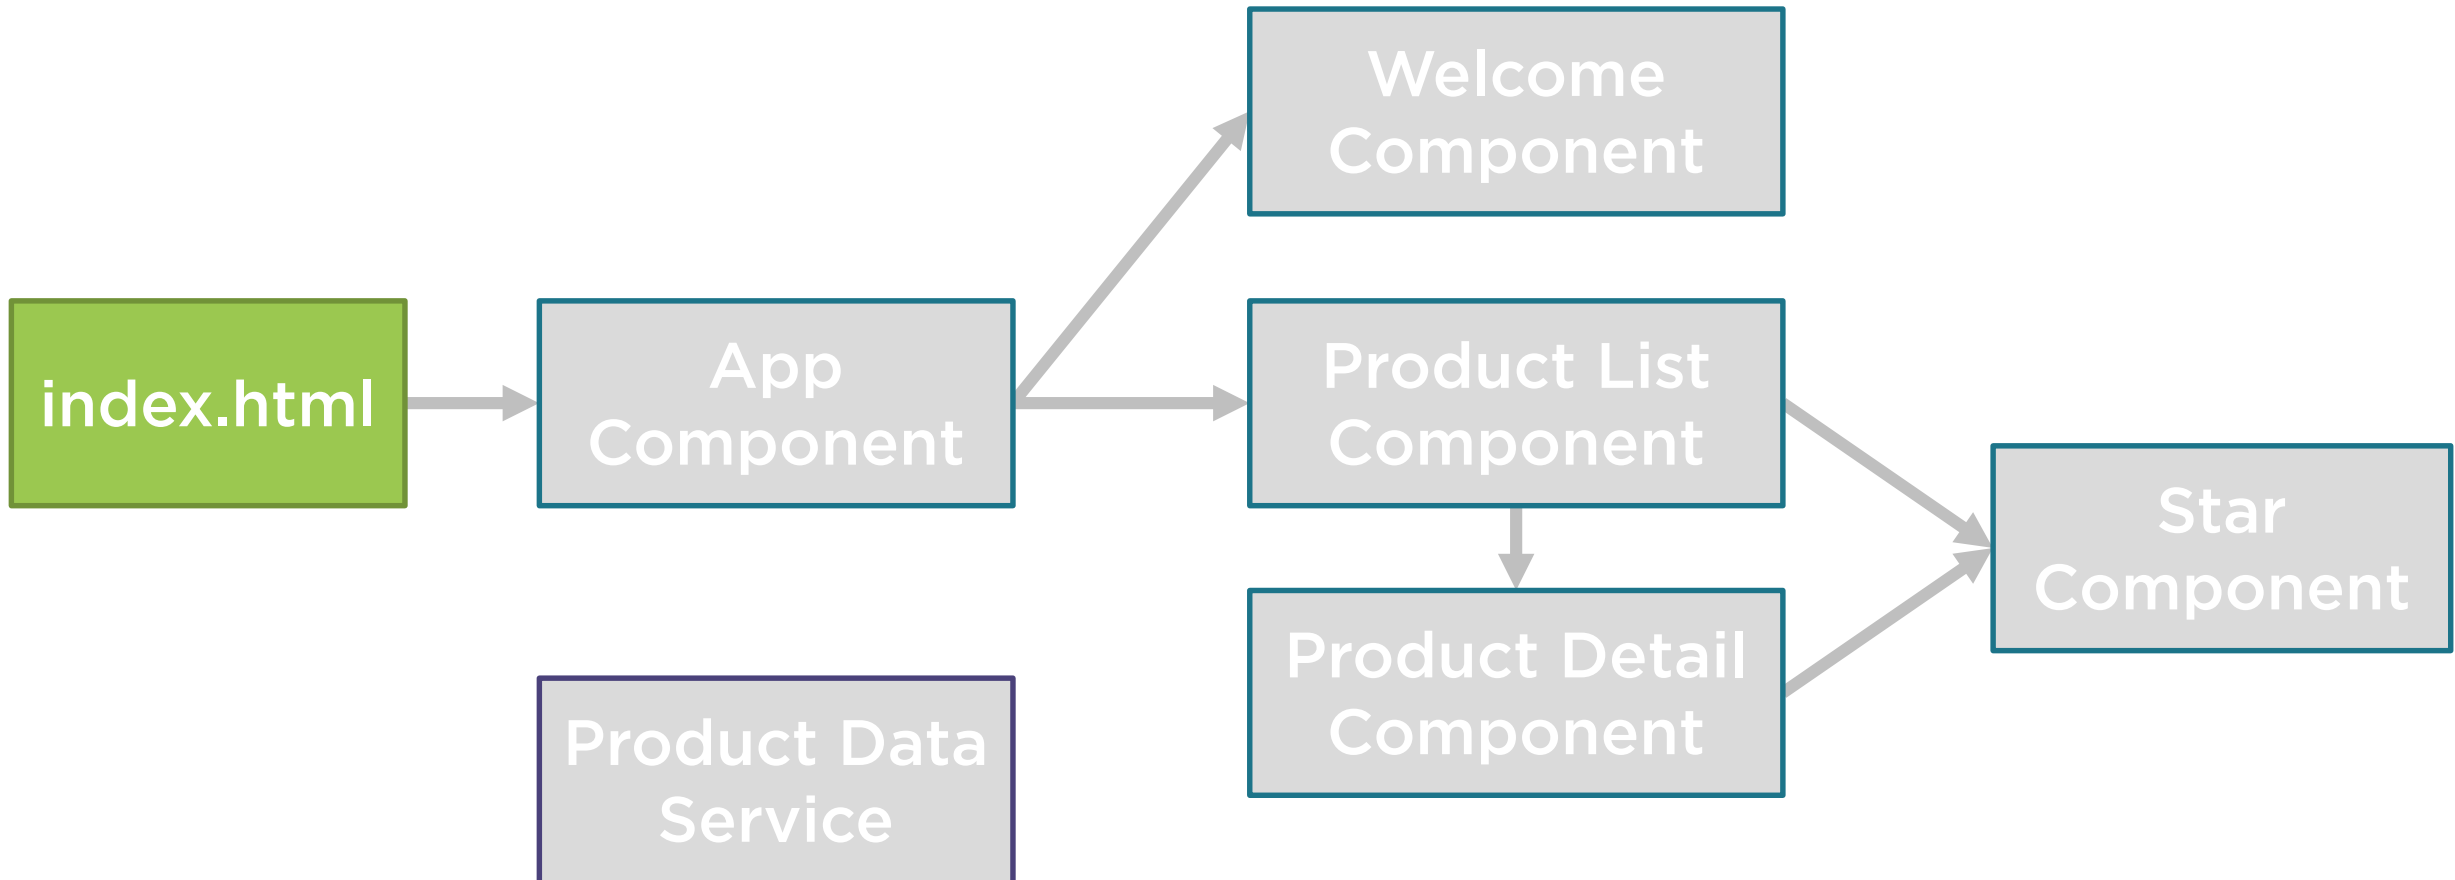 Welcome
Component
index.html
App
Component
Product List
Component
Star
Component
Product Detail
Component
Product Data
Service